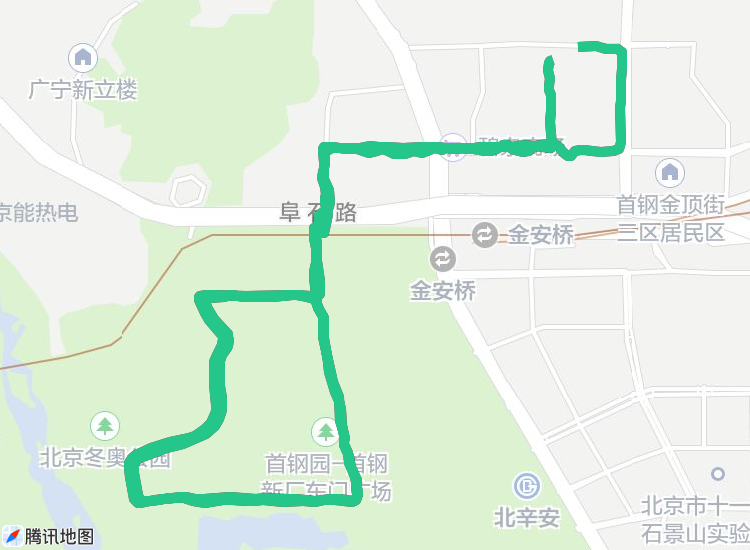 广宁新立楼
京能热电
阜石路
首钢金顶街
三区居民区
金安桥
金安桥
北京冬奥公园
首钢园—首钢
新厂车门广场
北辛安
北京市十一
石景山实验
腾讯地图